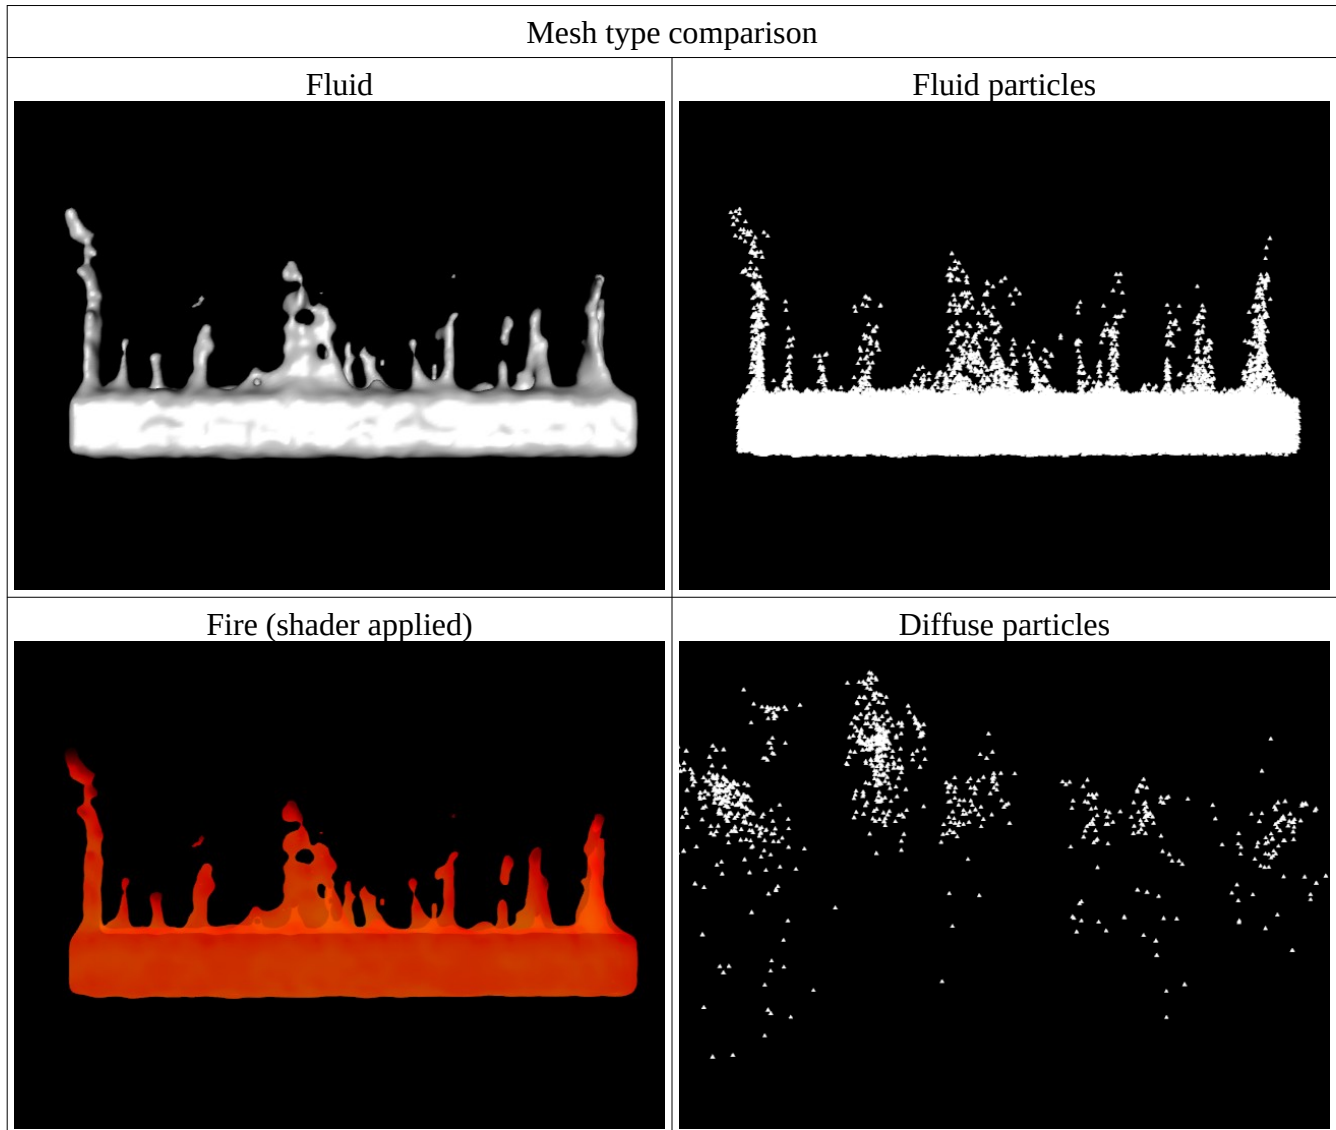 Mesh type comparison
Fluid
Fluid particles
Fire (shader applied)
Diffuse particles